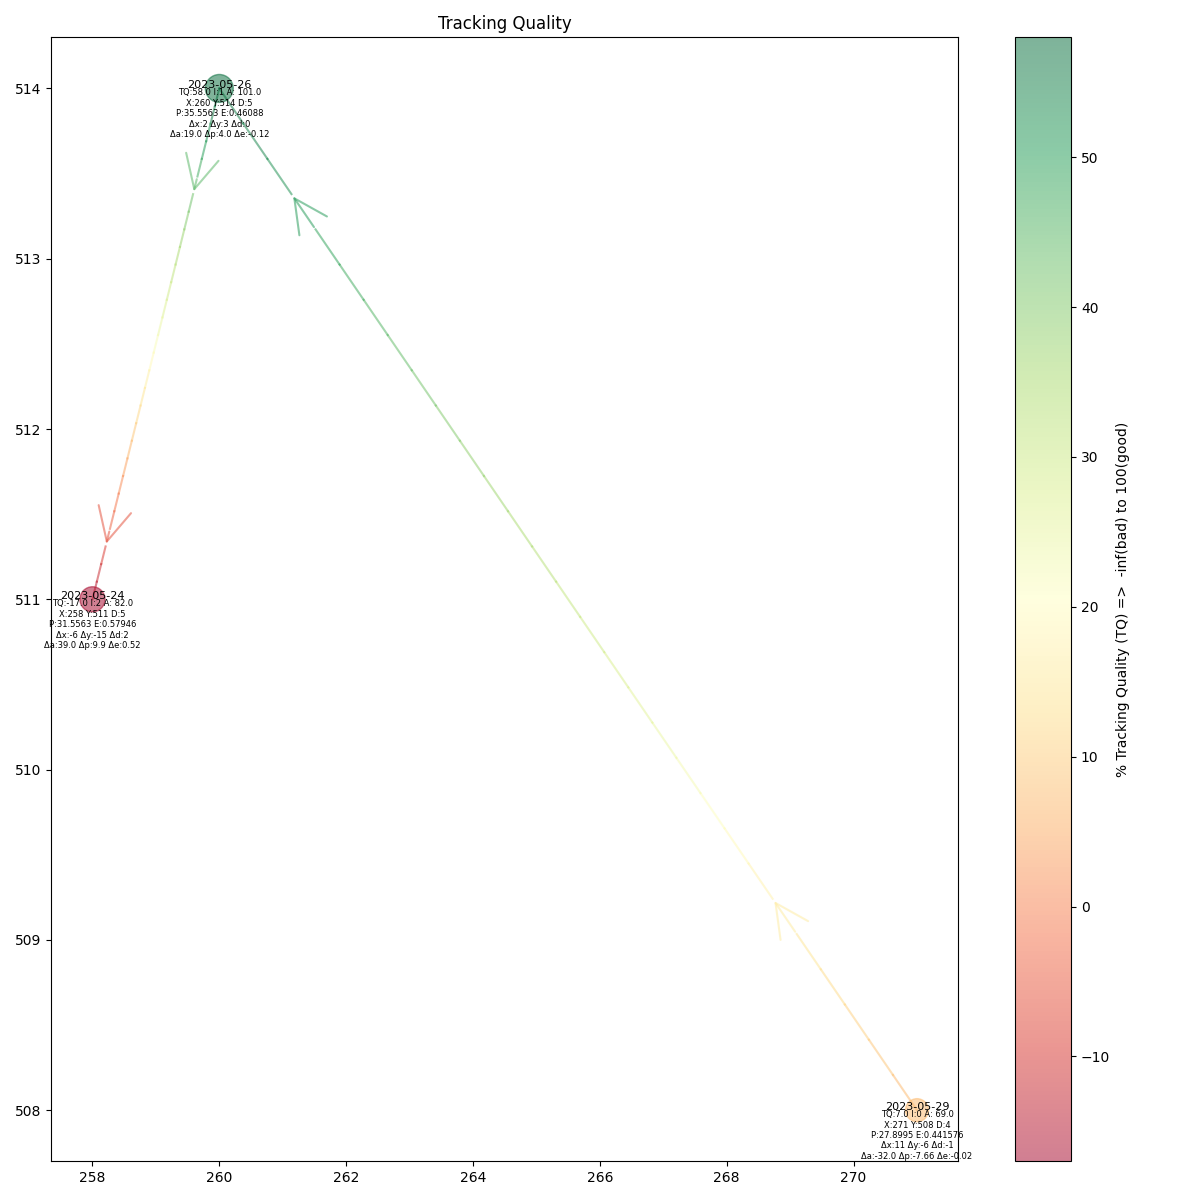 Tracking Quality
514
513
512
511
510
509
508
258
260
262
264
266
268
270
2023-05-26
TQ:58.0 I:1 A: 101.0
X:260 Y:514 D:5
P:35.5563 E:0.46088
Δx:2 Δy:3 Δd:0
Δa:19.0 Δp:4.0 Δe:-0.12
2023-05-24
TQ:-17.0 I:2 A: 82.0
X:258 Y:511 D:5
P:31.5563 E:0.57946
Δx:-6 Δy:-15 Δd:2
Δa:39.0 Δp:9.9 Δe:0.52
2023-05-29
TQ:7.0 I:0 A: 69.0
X:271 Y:508 D:4
P:27.8995 E:0.441576
Δx:11 Δy:-6 Δd:-1
Δa:-32.0 Δp:-7.66 Δe:-0.02
50
40
30
20
10
0
−10
% Tracking Quality (TQ) =>  -inf(bad) to 100(good)